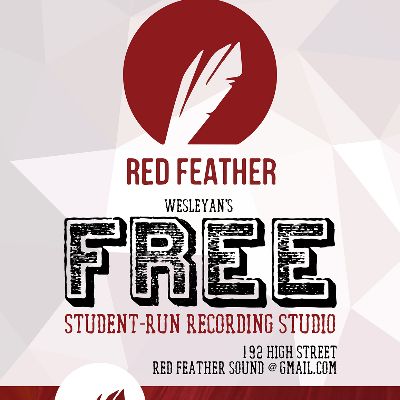 RED FEATHER
WESLEYAN'S
FREE
STUDENT-RUN RECORDING STUDIO
192 HIGH STREET
RED FEATHER SOUND @ GMAIL.COM